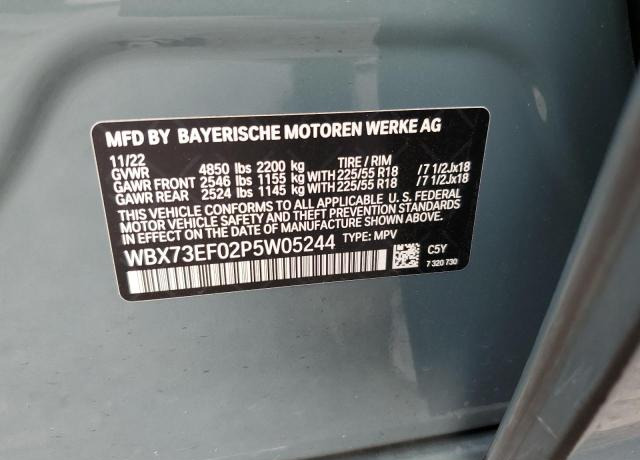 MFD BY BAYERISCHE MOTOREN WERKE AG
11/22
GVWR 4850 lbs 2200 kg TIRE / RIM
GAWR FRONT 2546 lbs 1155 kg WITH 225/55 R18 /7 1/2Jx18
GAWR REAR 2524 lbs 1145 kg WITH 225/55 R18 /7 1/2Jx18
THIS VEHICLE CONFORMS TO ALL APPLICABLE U. S. FEDERAL
MOTOR VEHICLE SAFETY AND THEFT PREVENTION STANDARDS
IN EFFECT ON THE DATE OF MANUFACTURE SHOWN ABOVE.
WBX73EF02P5W05244 TYPE: MPV
C5Y
7 320 730